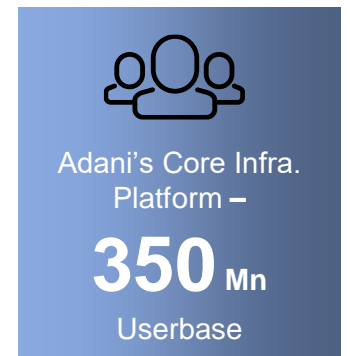 Adani’s Core Infra.
Platform –
350 Mn
Userbase